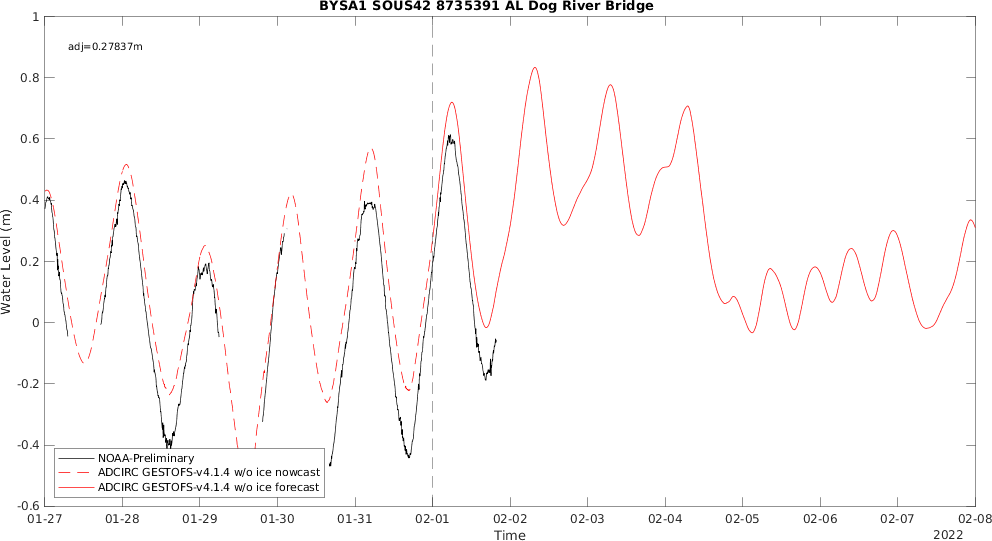 BYSA1 SOUS42 8735391 AL Dog River Bridge
adj=0.27837m
Water Level (m)
1
0.8
0.6
0.4
0.2
0
-0.2
-0.4
-0.6
NOAA-Preliminary
ADCIRC GESTOFS-v4.1.4 w/o ice nowcast
ADCIRC GESTOFS-v4.1.4 w/o ice forecast
01-27 01-28 01-29 01-30 01-31 02-01 02-02 02-03 02-04 02-05 02-06 02-07 02-08
Time
2022